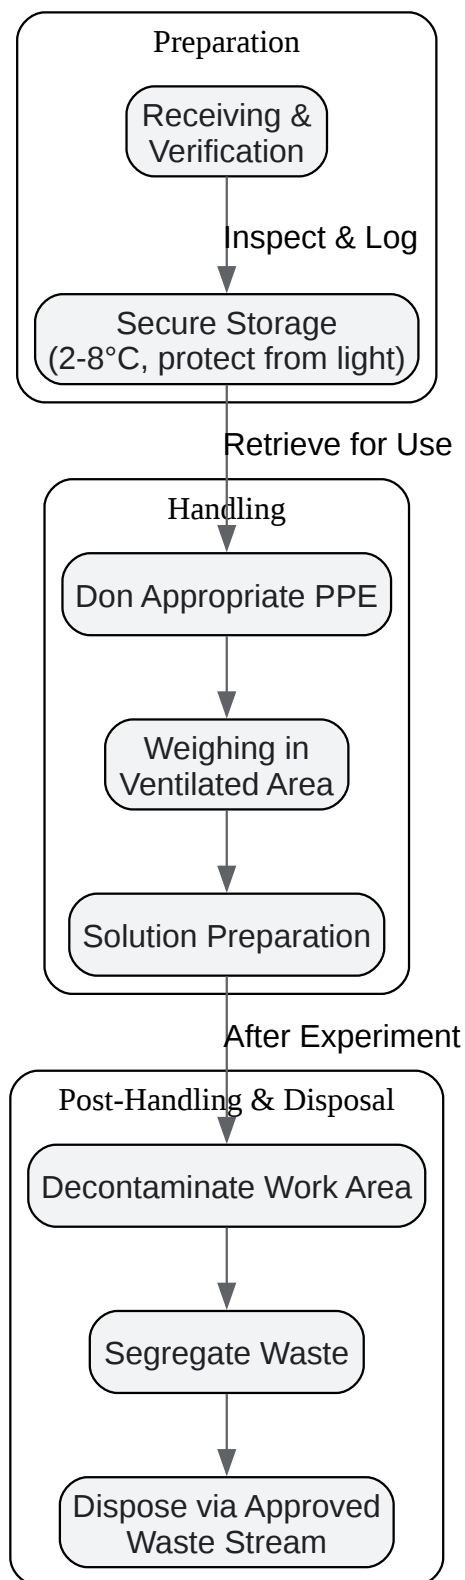 Preparation
Receiving &
Verification
Inspect & Log
Secure Storage
(2-8°C, protect from light)
Retrieve for Use
Handling
Don Appropriate PPE
Weighing in
Ventilated Area
Solution Preparation
After Experiment
Post-Handling & Disposal
Decontaminate Work Area
Segregate Waste
Dispose via Approved
Waste Stream